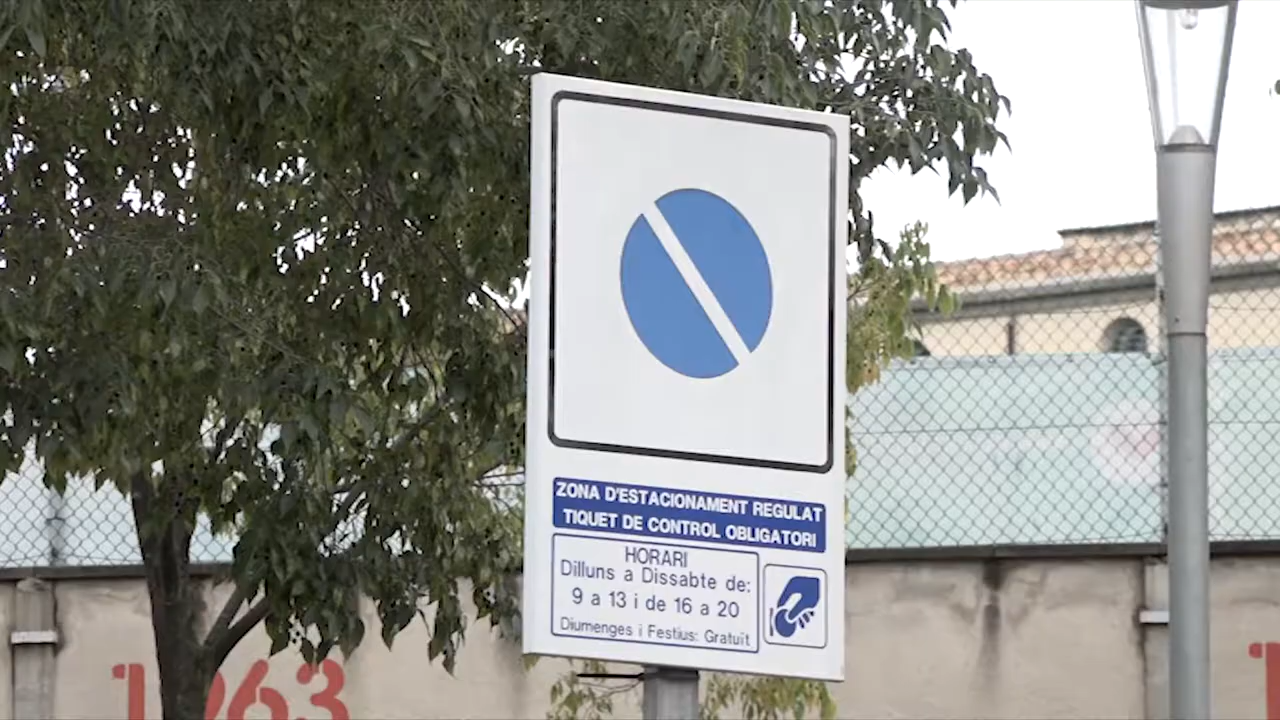 ZONA D'ESTACIONAMENT REGULAT
TIQUET DE CONTROL OBLIGATORI
HORARI
Dilluns a Dissabte de:
9 a 13 i de 16 a 20
Diumenges i Festius: Gratuït
1963